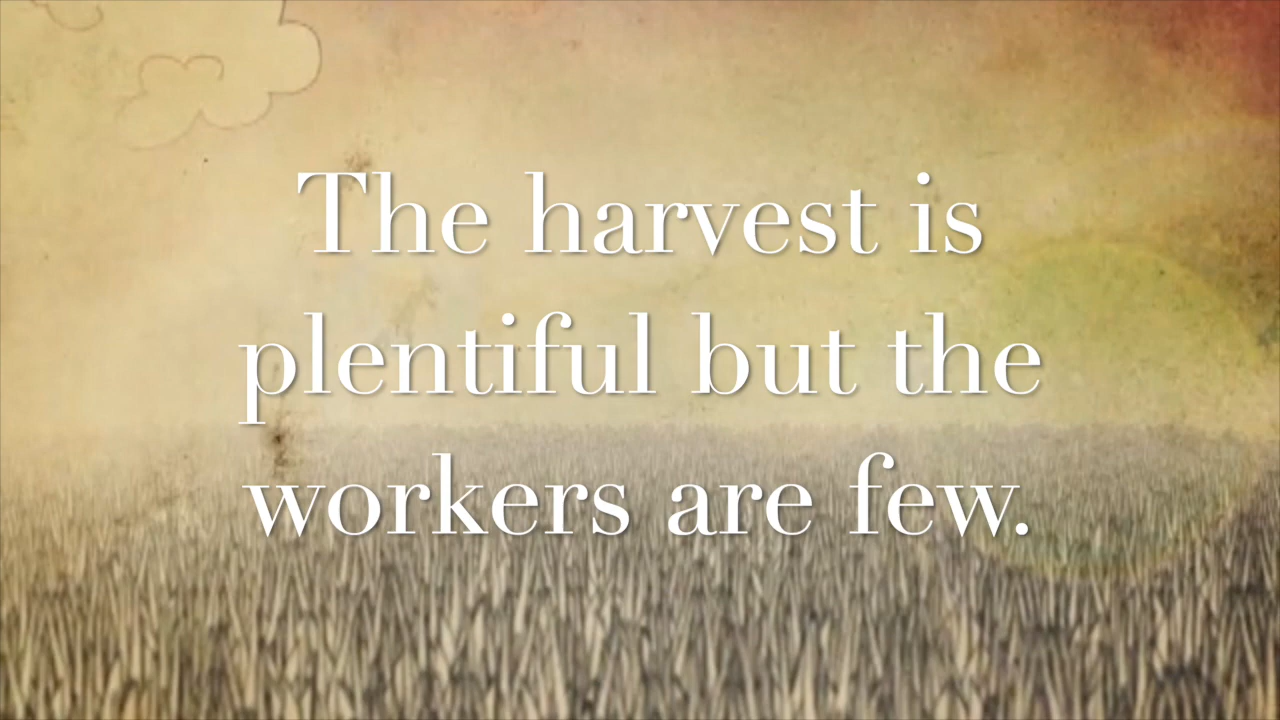 The harvest is
plentiful but the
workers are few.